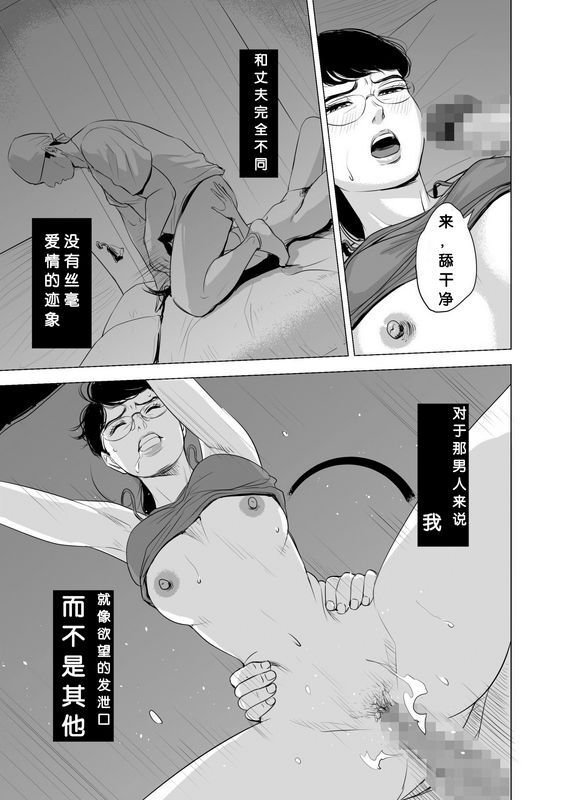 来，
舔干净
和丈夫
完全
不同
没有丝毫
爱情的迹象
对于那男人来说
我
就像欲望的发泄口
而不是其他